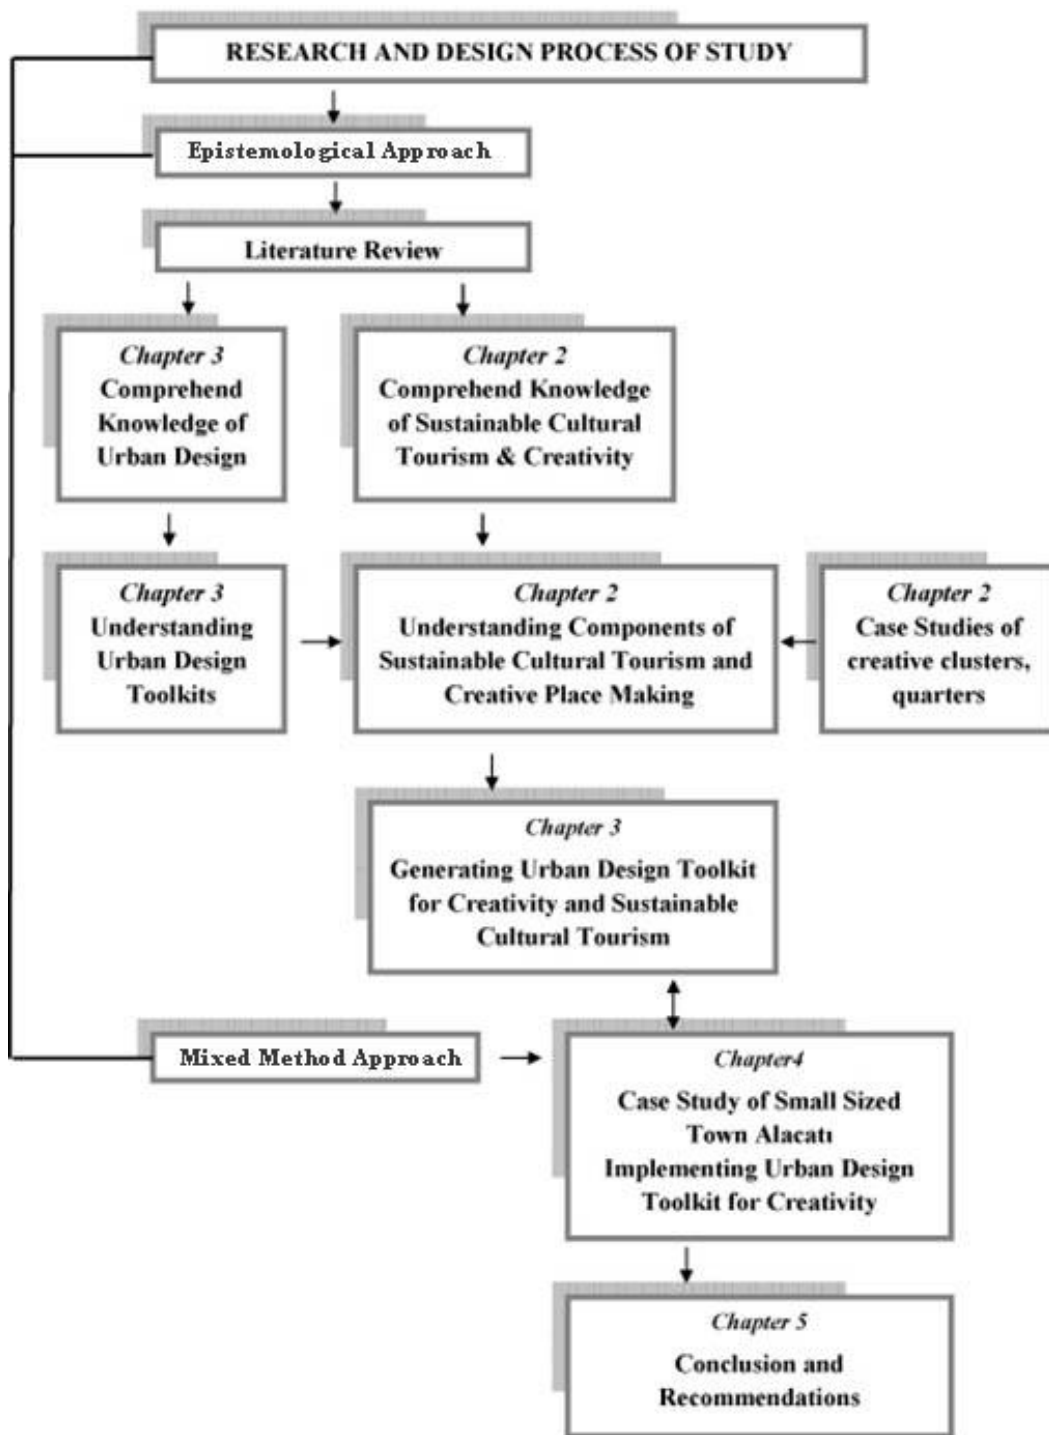 RESEARCH AND DESIGN PROCESS OF STUDY
Epistemological Approach
Literature Review
Chapter 3
Comprehend
Knowledge of
Urban Design
Chapter 2
Comprehend Knowledge
of Sustainable Cultural
Tourism & Creativity
Chapter 3
Understanding
Urban Design
Toolkits
Chapter 2
Understanding Components of
Sustainable Cultural Tourism and
Creative Place Making
Chapter 2
Case Studies of
creative clusters,
quarters
Chapter 3
Generating Urban Design Toolkit
for Creativity and Sustainable
Cultural Tourism
Mixed Method Approach
Chapter4
Case Study of Small Sized
Town Alacatı
Implementing Urban Design
Toolkit for Creativity
Chapter 5
Conclusion and
Recommendations